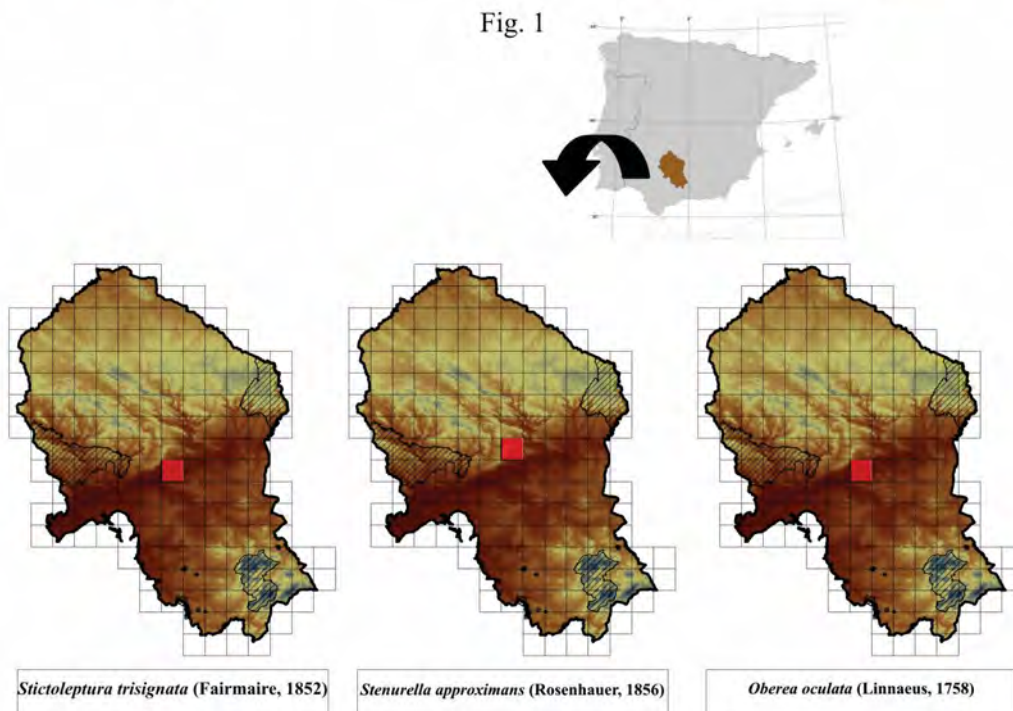 Fig. 1
Stictoleptura trisignata (Fairmaire, 1852)
Stenurella approximans (Rosenhauer, 1856)
Oberea oculata (Linnaeus, 1758)